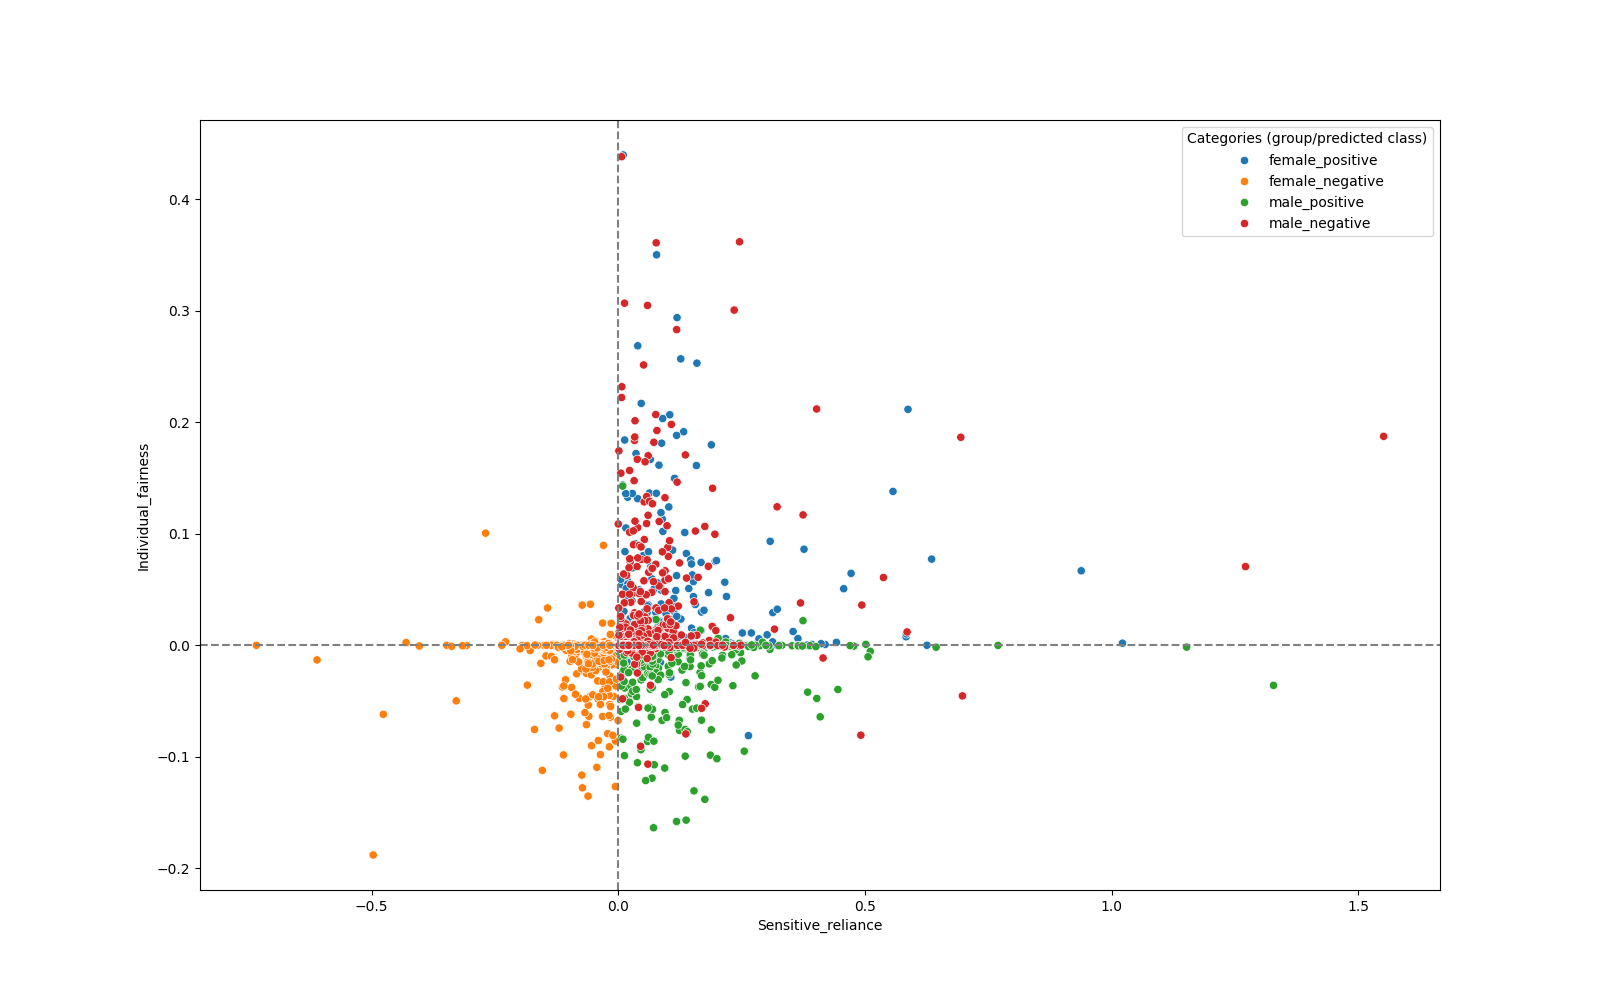 Categories (group/predicted class)
female_positive
female_negative
male_positive
male_negative
0.4
0.3
0.2
0.1
0.0
−0.1
−0.2
Individual_fairness
−0.5
0.0
0.5
1.0
1.5
Sensitive_reliance